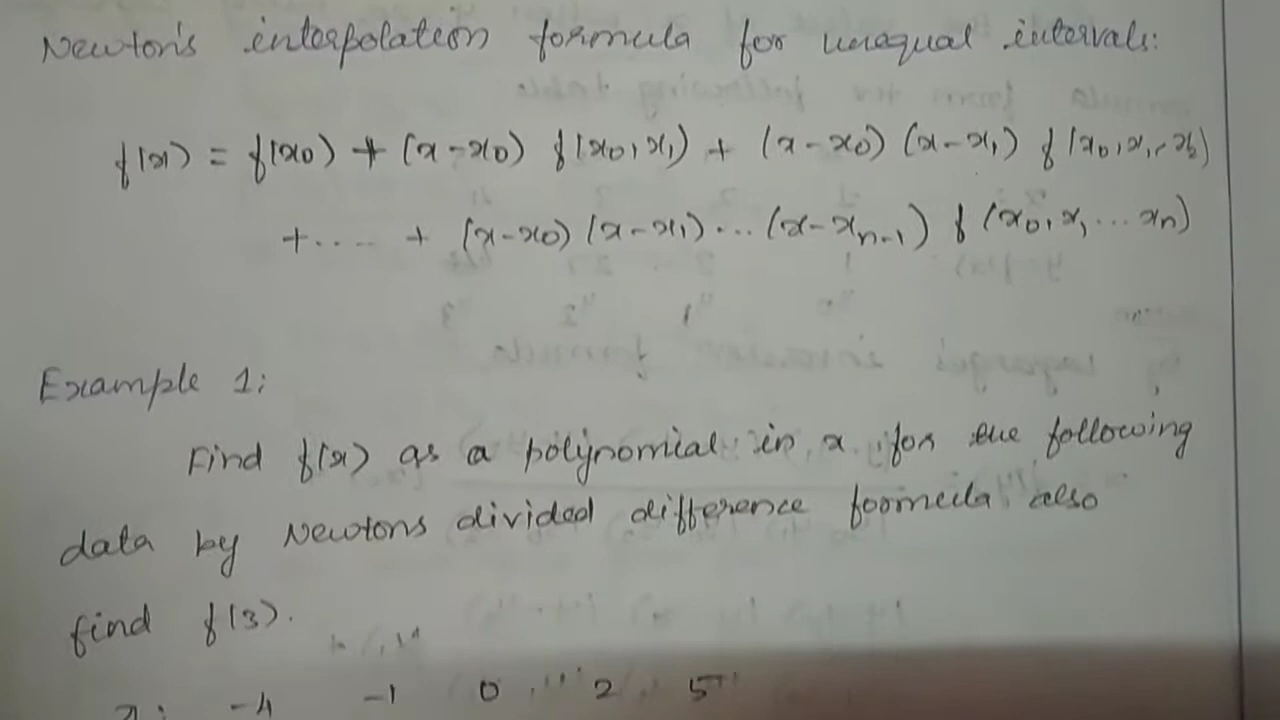 Newton's interpolation formula for unequal intervals:
f(x) = f(x0) + (x-x0) f(x0,x1) + (x-x0) (x-x1) f(x0,x1,x2)
+.... + (x-x0) (x-x1)... (x-xn-1) f(x0,x1...xn)
Example 1:
Find f(x) as a polynomial in x for the following
data by Newtons divided difference formula also
find f(3).
x: -4 -1 0 2 5